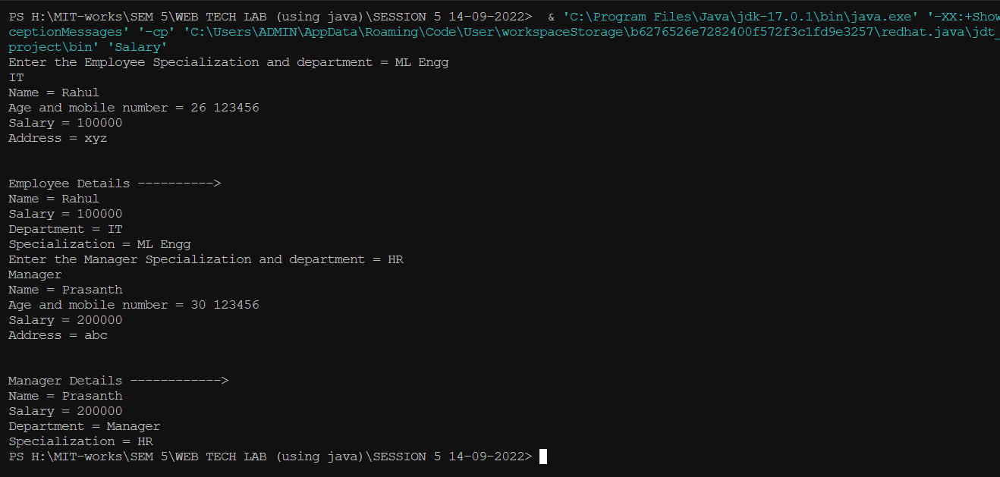 PS H:\MIT-works\SEM 5\WEB TECH LAB (using java)\SESSION 5 14-09-2022>  & 'C:\Program Files\Java\jdk-17.0.1\bin\java.exe' '-XX:+Show
ceptionMessages' '-cp' 'C:\Users\ADMIN\AppData\Roaming\Code\User\workspaceStorage\b6276526e7282400f572f3c1fd9e3257\redhat.java\jdt_
project\bin' 'Salary'
Enter the Employee Specialization and department = ML Engg
IT
Name = Rahul
Age and mobile number = 26 123456
Salary = 100000
Address = xyz
Employee Details ---------->
Name = Rahul
Salary = 100000
Department = IT
Specialization = ML Engg
Enter the Manager Specialization and department = HR
Manager
Name = Prasanth
Age and mobile number = 30 123456
Salary = 200000
Address = abc
Manager Details ------------>
Name = Prasanth
Salary = 200000
Department = Manager
Specialization = HR
PS H:\MIT-works\SEM 5\WEB TECH LAB (using java)\SESSION 5 14-09-2022>